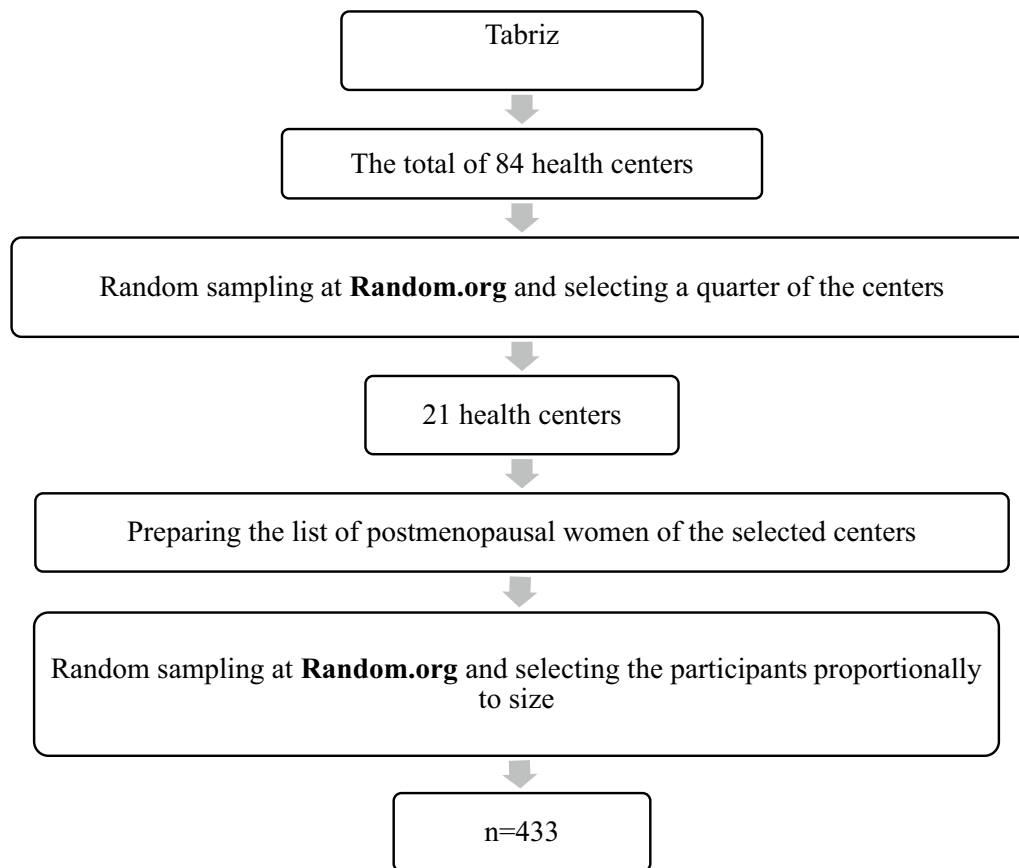 Tabriz
The total of 84 health centers
Random sampling at Random.org and selecting a quarter of the centers
21 health centers
Preparing the list of postmenopausal women of the selected centers
Random sampling at Random.org and selecting the participants proportionally
to size
n=433